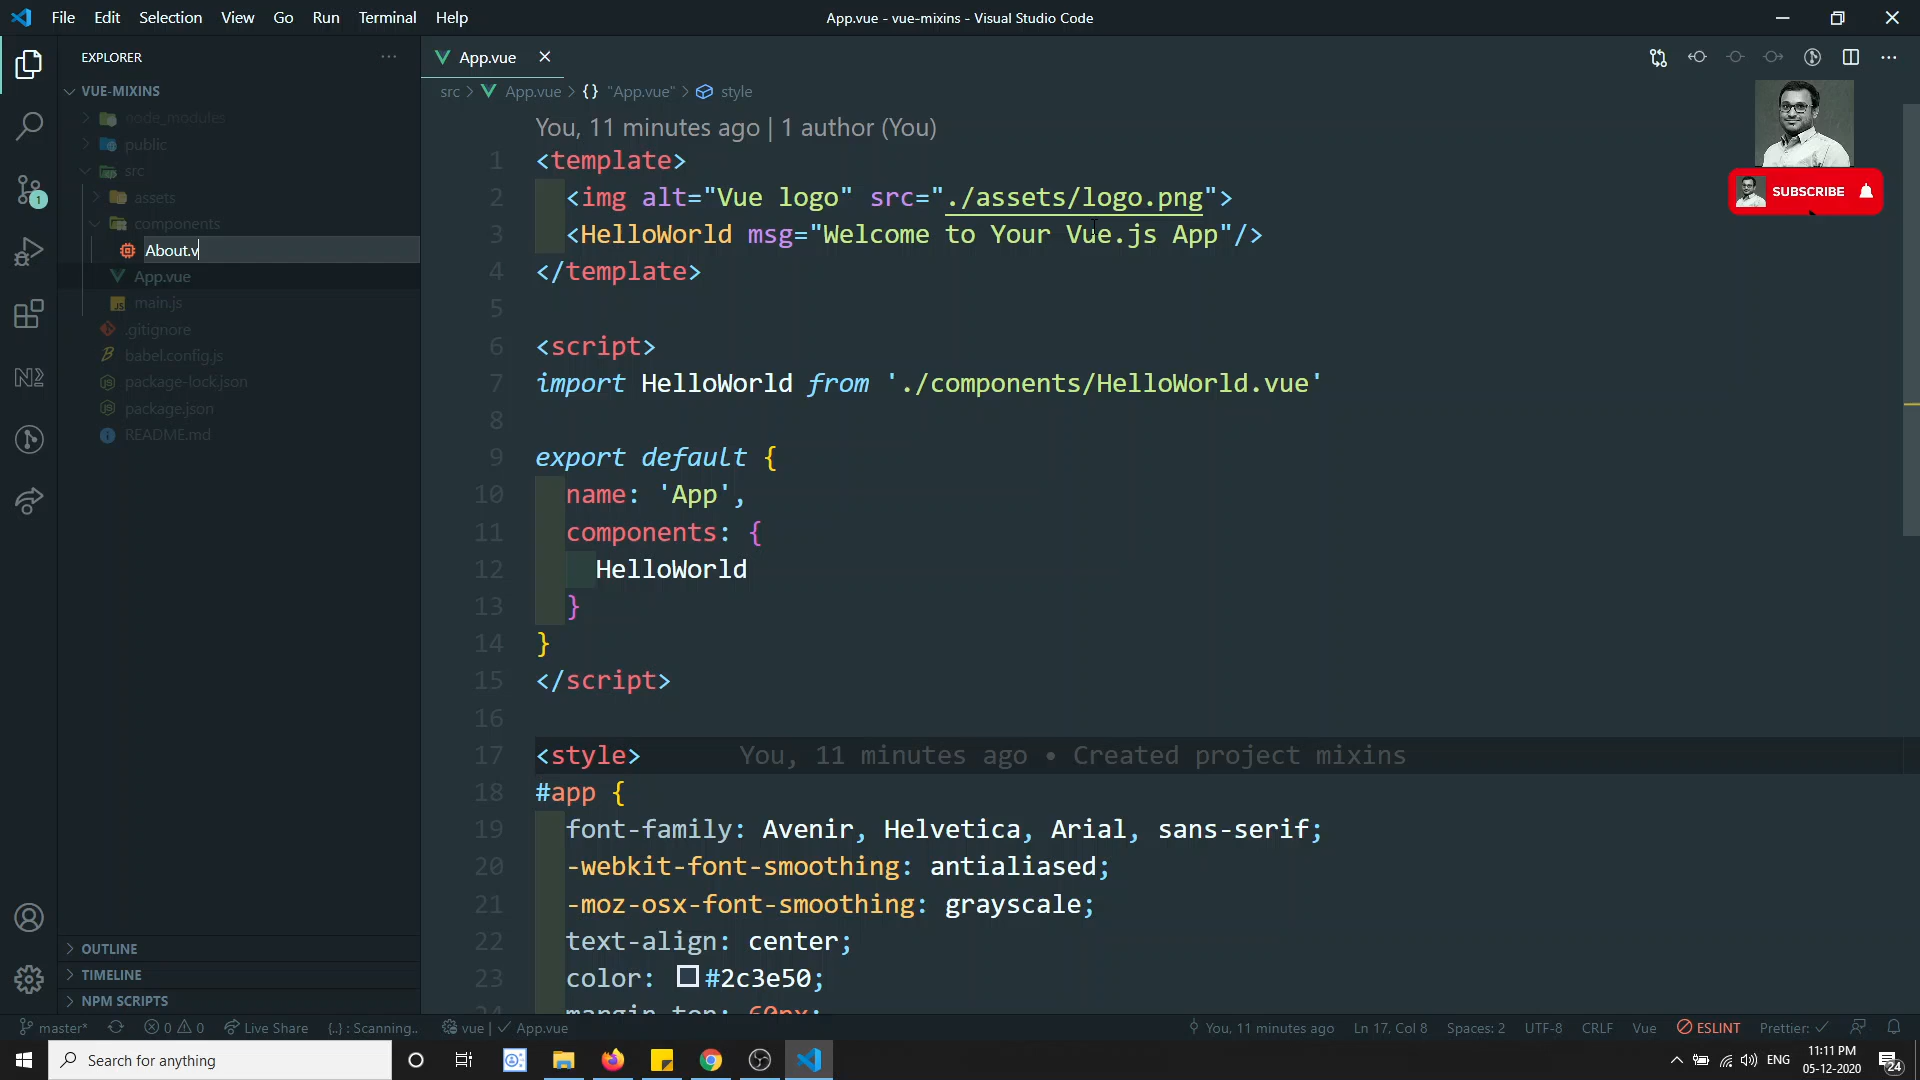 File Edit Selection View Go Run Terminal Help
App.vue - vue-mixins - Visual Studio Code
EXPLORER
VUE-MIXINS
node_modules
public
src
assets
components
About.v
App.vue
main.js
.gitignore
babel.config.js
package-lock.json
package.json
README.md
OUTLINE
TIMELINE
NPM SCRIPTS
App.vue
src > App.vue > {} "App.vue" > style
SUBSCRIBE
You, 11 minutes ago | 1 author (You)
1 <template>
2 <img alt="Vue logo" src="./assets/logo.png">
3 <HelloWorld msg="Welcome to Your Vue.js App"/>
4 </template>
5
6 <script>
7 import HelloWorld from './components/HelloWorld.vue'
8
9 export default {
10 name: 'App',
11 components: {
12 HelloWorld
13 }
14 }
15 </script>
16
17 <style> You, 11 minutes ago • Created project mixins
18 #app {
19 font-family: Avenir, Helvetica, Arial, sans-serif;
20 -webkit-font-smoothing: antialiased;
21 -moz-osx-font-smoothing: grayscale;
22 text-align: center;
23 color: #2c3e50;
24 margin-top: 60px;
master* 0 0 Live Share {..} : Scanning.. vue | ✓ App.vue You, 11 minutes ago Ln 17, Col 8 Spaces: 2 UTF-8 CRLF Vue ESLINT Prettier: ✓
Search for anything
ENG
11:11 PM
05-12-2020
24
1